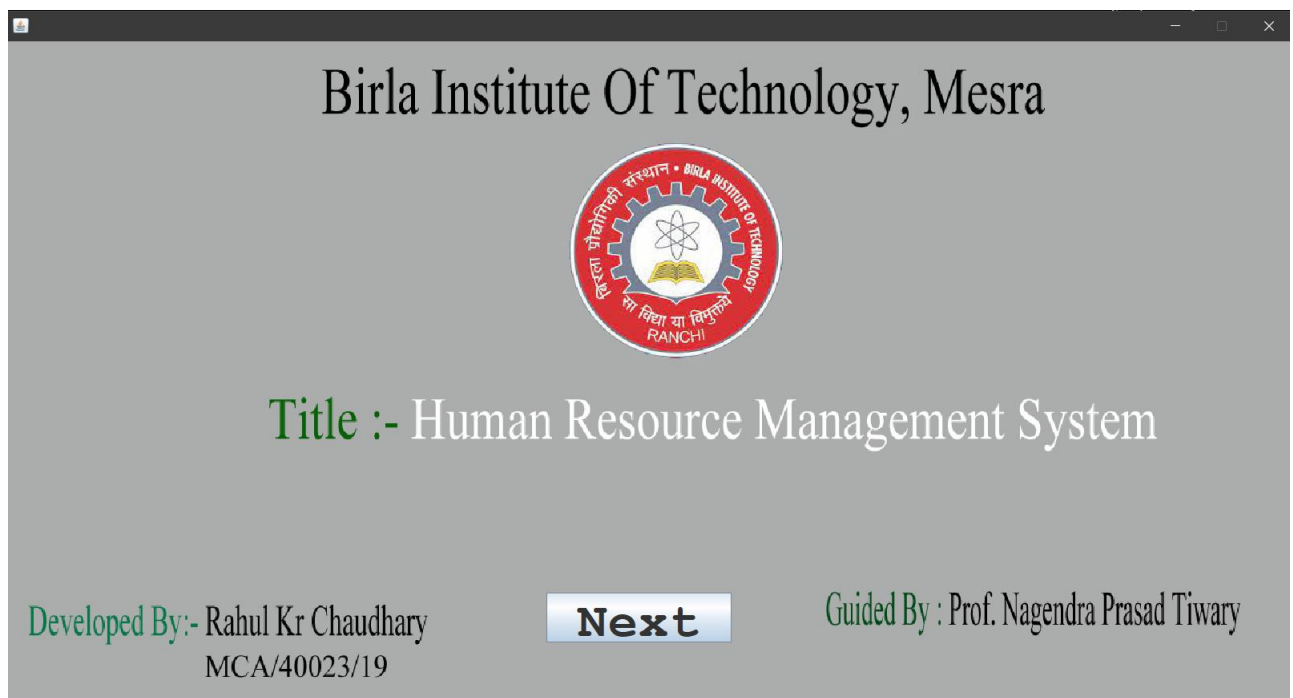 Birla Institute Of Technology, Mesra
बिरला प्रौद्योगिकी संस्थान • BIRLA INSTITUTE OF TECHNOLOGY
सा विद्या या विमुक्तये
RANCHI
Title :- Human Resource Management System
Developed By:- Rahul Kr Chaudhary
MCA/40023/19
Next
Guided By : Prof. Nagendra Prasad Tiwary